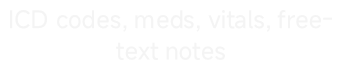 ICD codes, meds, vitals, free-
text notes